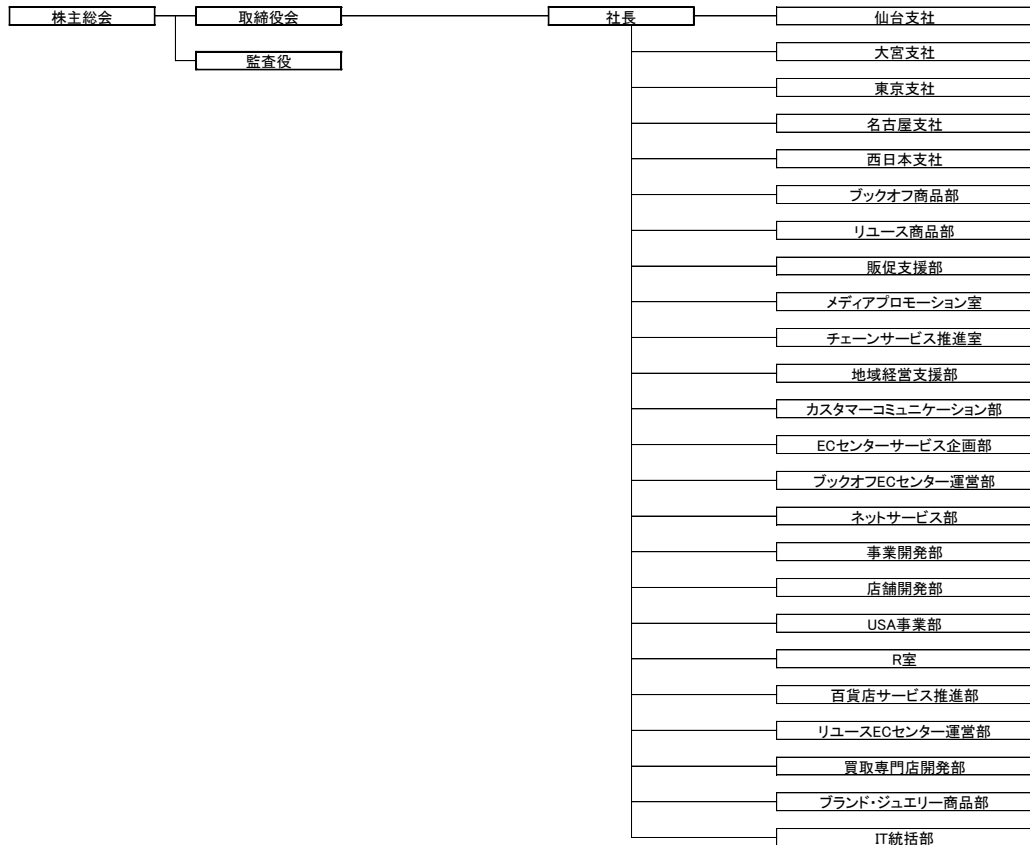 株主総会
取締役会
社長
仙台支社
監査役
大宮支社
東京支社
名古屋支社
西日本支社
ブックオフ商品部
リユース商品部
販促支援部
メディアプロモーション室
チェーンサービス推進室
地域経営支援部
カスタマーコミュニケーション部
ECセンターサービス企画部
ブックオフECセンター運営部
ネットサービス部
事業開発部
店舗開発部
USA事業部
R室
百貨店サービス推進部
リユースECセンター運営部
買取専門店開発部
ブランド・ジュエリー商品部
IT統括部